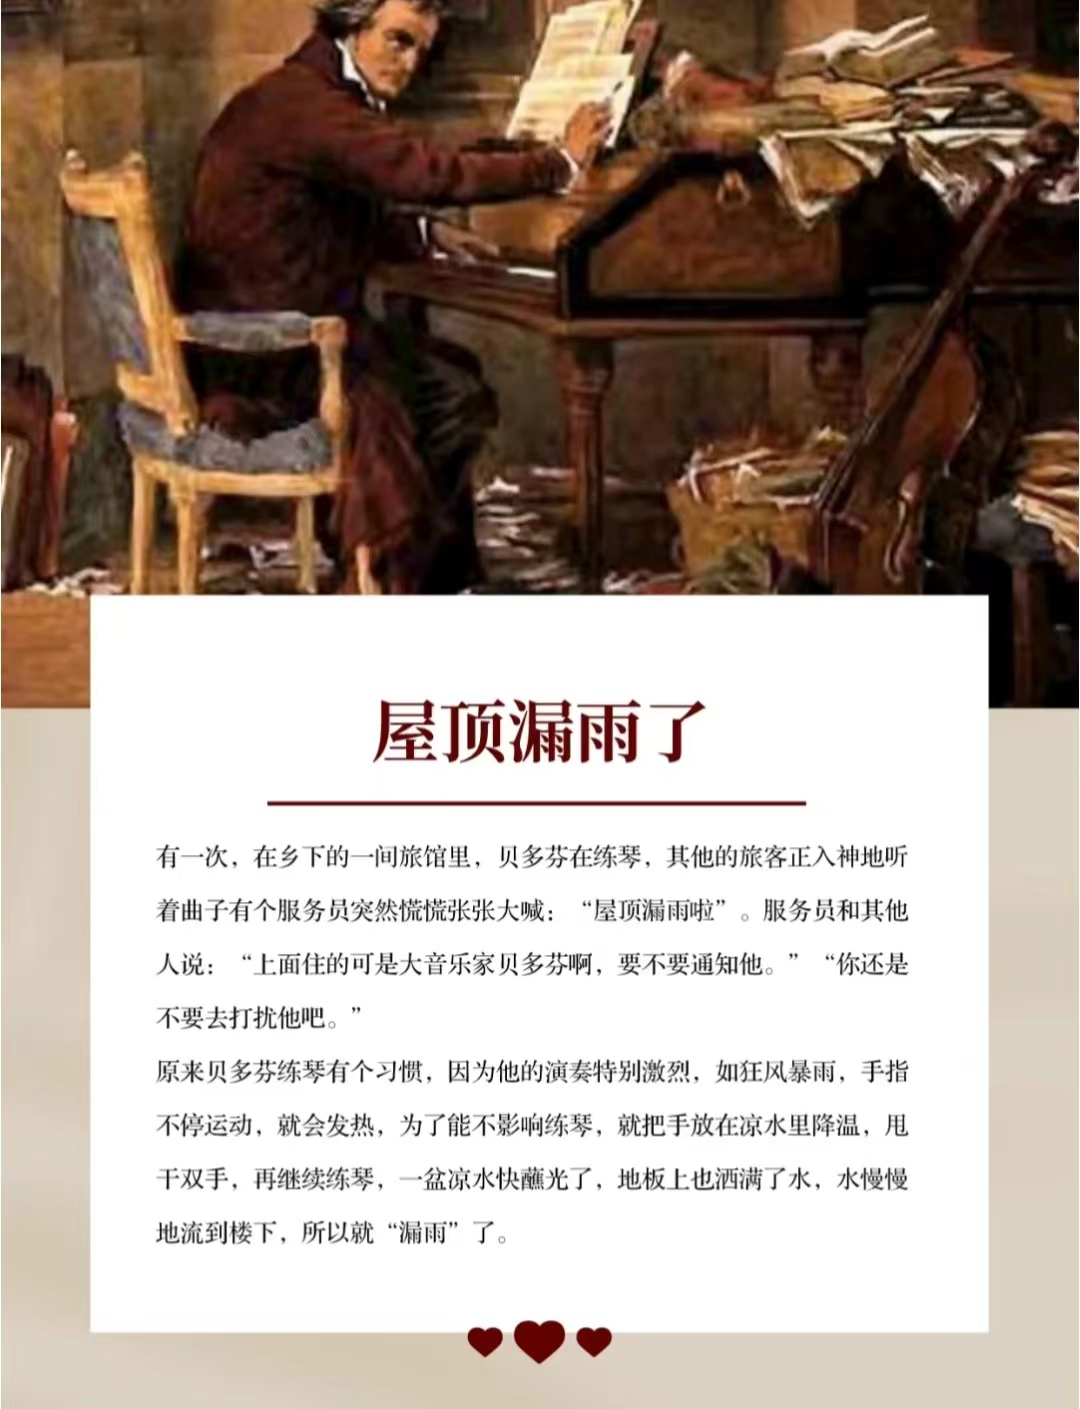 屋顶漏雨了
有一次，在乡下的一间旅馆里，贝多芬在练琴，其他的旅客正入神地听
着曲子有个服务员突然慌慌张张大喊：“屋顶漏雨啦”。服务员和其他
人说：“上面住的可是大音乐家贝多芬啊，要不要通知他。”“你还是
不要去打扰他吧。”
原来贝多芬练琴有个习惯，因为他的演奏特别激烈，如狂风暴雨，手指
不停运动，就会发热，为了能不影响练琴，就把手放在凉水里降温，甩
干双手，再继续练琴，一盆凉水快蘸光了，地板上也洒满了水，水慢慢
地流到楼下，所以就“漏雨”了。